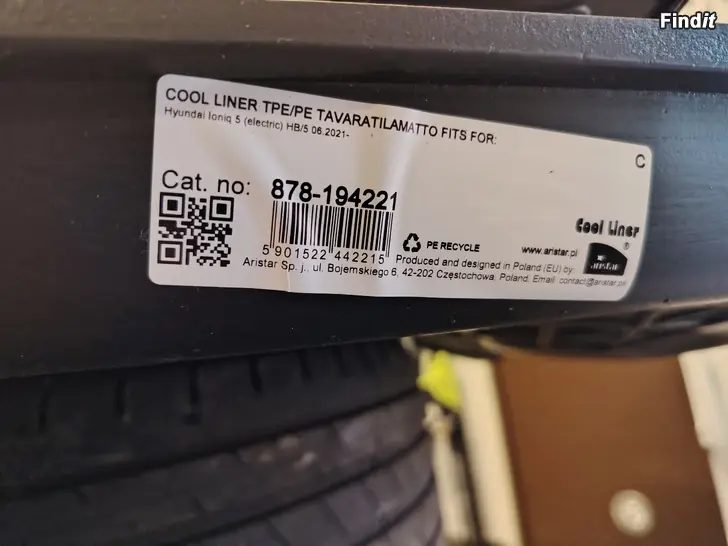 Findit
COOL LINER TPE/PE TAVARATILAMATTO FITS FOR:
Hyundai Ioniq 5 (electric) HB/5 06.2021-
C
Cat. no: 878-194221
5 901522 442215
PE RECYCLE
Cool Liner
®
www.aristar.pl
ARISTAR
Produced and designed in Poland (EU) by:
Aristar Sp. j., ul. Bojemskiego 6, 42-202 Częstochowa, Poland. Email: contact@aristar.pl